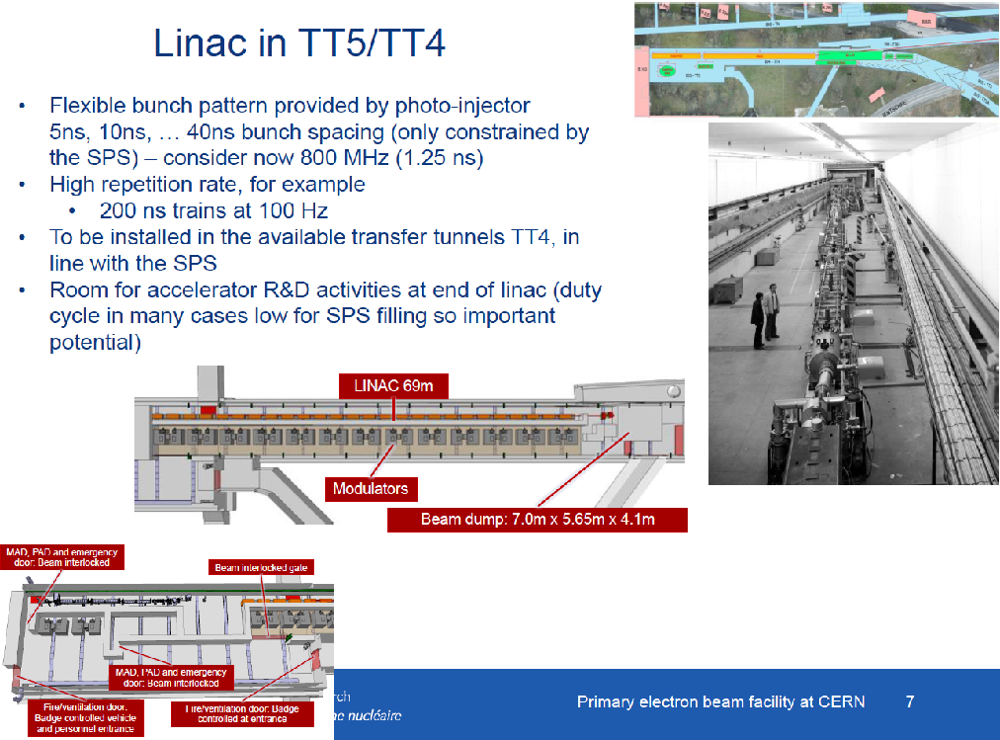 Linac in TT5/TT4
• Flexible bunch pattern provided by photo-injector
5ns, 10ns, … 40ns bunch spacing (only constrained by
the SPS) – consider now 800 MHz (1.25 ns)
• High repetition rate, for example
• 200 ns trains at 100 Hz
• To be installed in the available transfer tunnels TT4, in
line with the SPS
• Room for accelerator R&D activities at end of linac (duty
cycle in many cases low for SPS filling so important
potential)
LINAC 69m
Modulators
Beam dump: 7.0m x 5.65m x 4.1m
MAD, PAD and emergency
door: Beam interlocked
Beam interlocked gate
MAD, PAD and emergency
door: Beam interlocked
Fire/ventilation door:
Badge controlled vehicle
and personnel entrance
Fire/ventilation door: Badge
controlled at entrance
rch
ne nucléaire
Primary electron beam facility at CERN
7